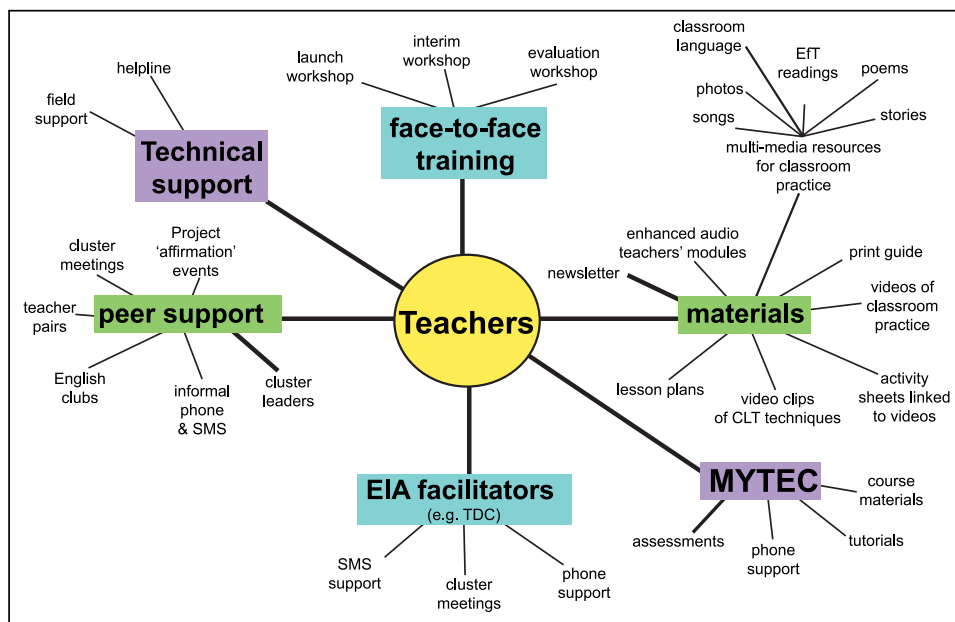 helpline
field
support
Technical
support
launch
workshop
interim
workshop
evaluation
workshop
face-to-face
training
classroom
language
EfT
readings
poems
photos
songs
stories
multi-media resources
for classroom
practice
cluster
meetings
Project
‘affirmation’
events
teacher
pairs
peer support
English
clubs
informal
phone
& SMS
cluster
leaders
Teachers
newsletter
enhanced audio
teachers’ modules
print guide
videos of
classroom
practice
materials
lesson plans
video clips
of CLT techniques
activity
sheets linked
to videos
EIA facilitators
(e.g. TDC)
SMS
support
cluster
meetings
phone
support
MYTEC
course
materials
assessments
phone
support
tutorials